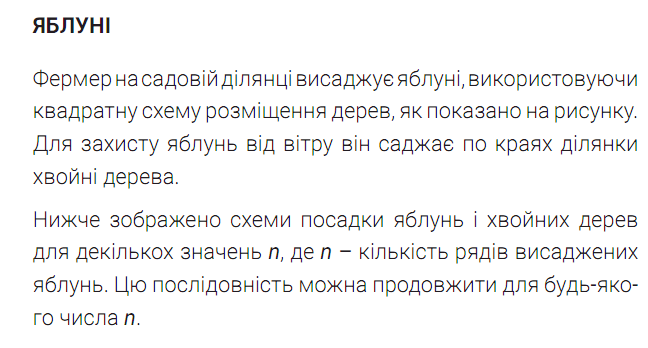 ЯБЛУНІ
Фермер на садовій ділянці висаджує яблуні, використовуючи
квадратну схему розміщення дерев, як показано на рисунку.
Для захисту яблунь від вітру він саджає по краях ділянки
хвойні дерева.
Нижче зображено схеми посадки яблунь і хвойних дерев
для декількох значень n, де n – кількість рядів висаджених
яблунь. Цю послідовність можна продовжити для будь-яко-
го числа n.